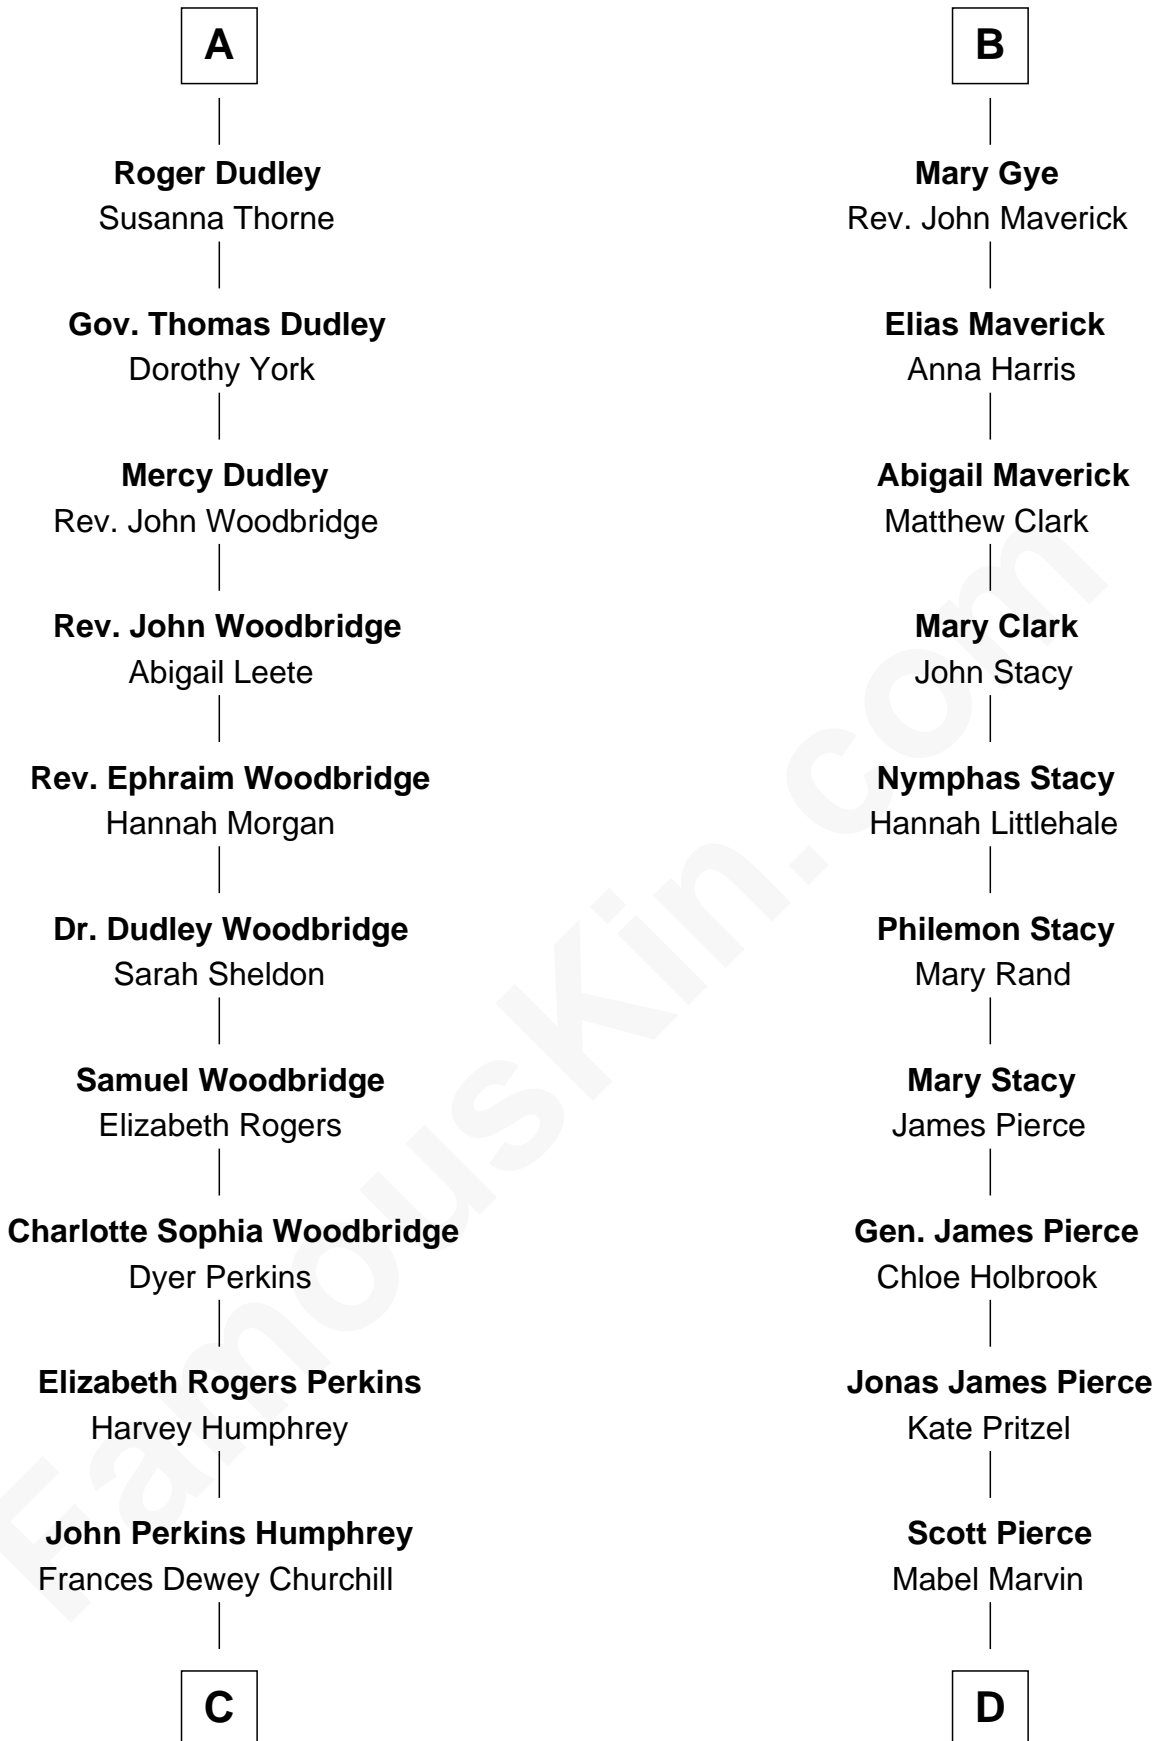 A
Roger Dudley
Susanna Thorne
Gov. Thomas Dudley
Dorothy York
Mercy Dudley
Rev. John Woodbridge
Rev. John Woodbridge
Abigail Leete
Rev. Ephraim Woodbridge
Hannah Morgan
Dr. Dudley Woodbridge
Sarah Sheldon
Samuel Woodbridge
Elizabeth Rogers
Charlotte Sophia Woodbridge
Dyer Perkins
Elizabeth Rogers Perkins
Harvey Humphrey
John Perkins Humphrey
Frances Dewey Churchill
C
B
Mary Gye
Rev. John Maverick
Elias Maverick
Anna Harris
Abigail Maverick
Matthew Clark
Mary Clark
John Stacy
Nymphas Stacy
Hannah Littlehale
Philemon Stacy
Mary Rand
Mary Stacy
James Pierce
Gen. James Pierce
Chloe Holbrook
Jonas James Pierce
Kate Pritzel
Scott Pierce
Mabel Marvin
D
FamousKin.com